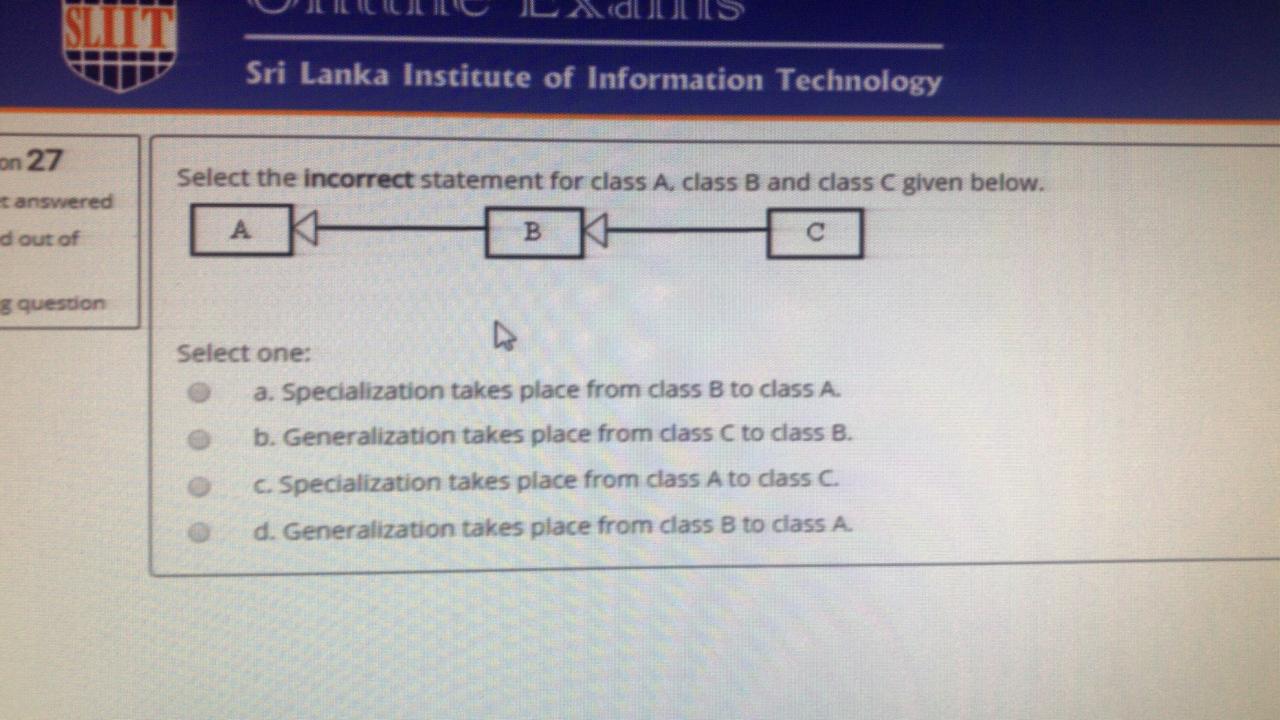 Online Exams
SLIIT
Sri Lanka Institute of Information Technology
on 27
t answered
d out of
g question
Select the incorrect statement for class A, class B and class C given below.
A B C
Select one:
a. Specialization takes place from class B to class A.
b. Generalization takes place from class C to class B.
c. Specialization takes place from class A to class C.
d. Generalization takes place from class B to class A.